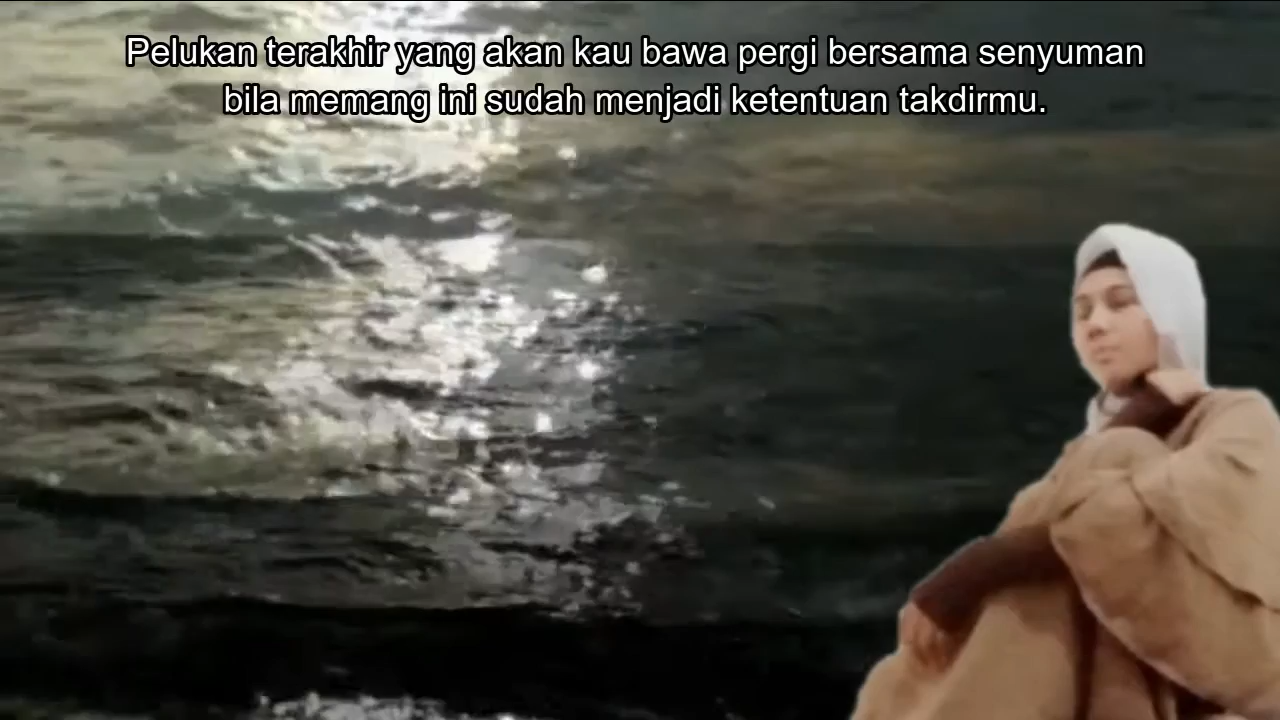 Pelukan terakhir yang akan kau bawa pergi bersama senyuman
bila memang ini sudah menjadi ketentuan takdirmu.